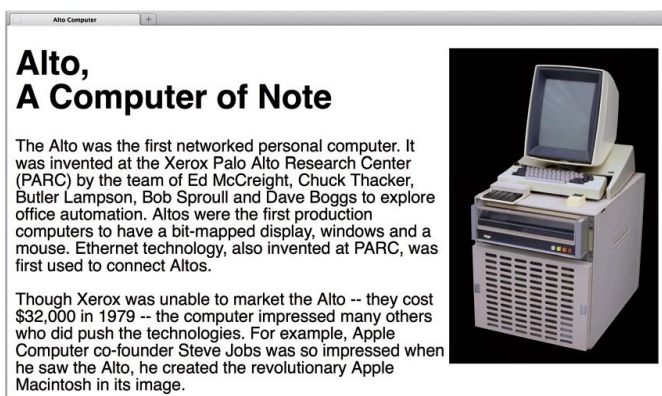 Alto Computer
+
Alto,
A Computer of Note
The Alto was the first networked personal computer. It
was invented at the Xerox Palo Alto Research Center
(PARC) by the team of Ed McCreight, Chuck Thacker,
Butler Lampson, Bob Sproull and Dave Boggs to explore
office automation. Altos were the first production
computers to have a bit-mapped display, windows and a
mouse. Ethernet technology, also invented at PARC, was
first used to connect Altos.
Though Xerox was unable to market the Alto -- they cost
$32,000 in 1979 -- the computer impressed many others
who did push the technologies. For example, Apple
Computer co-founder Steve Jobs was so impressed when
he saw the Alto, he created the revolutionary Apple
Macintosh in its image.